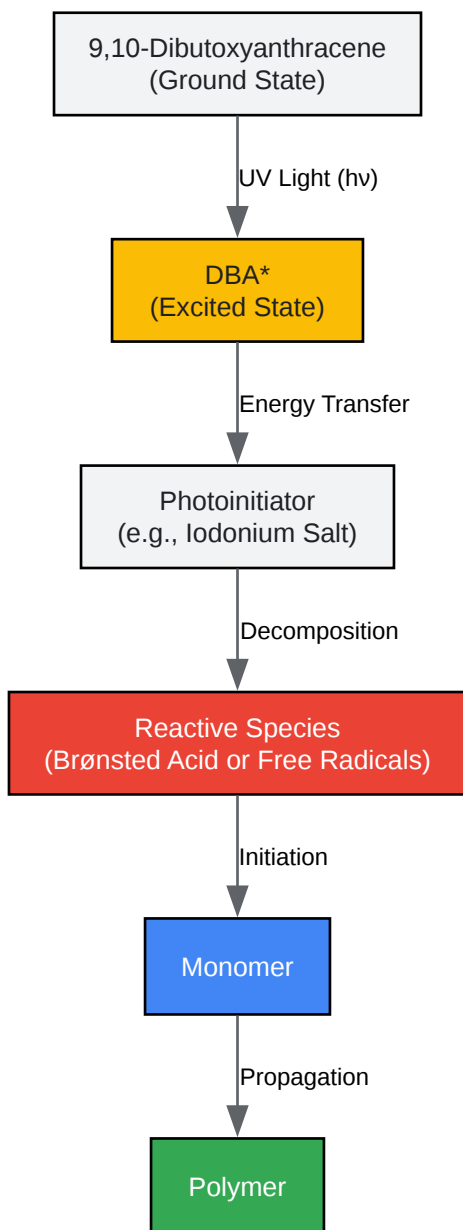 9,10-Dibutoxyanthracene
(Ground State)
UV Light (hν)
DBA*
(Excited State)
Energy Transfer
Photoinitiator
(e.g., Iodonium Salt)
Decomposition
Reactive Species
(Brønsted Acid or Free Radicals)
Initiation
Monomer
Propagation
Polymer